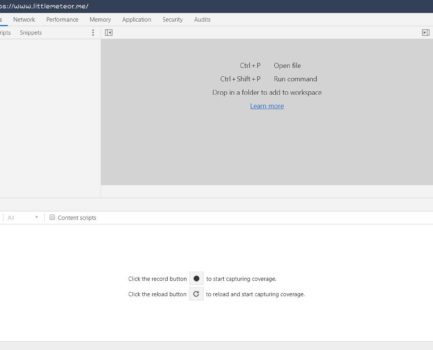 ps://www.littlemeteor.me/
s Network Performance Memory Application Security Audits
ripts Snippets
Ctrl + P Open file
Ctrl + Shift + P Run command
Drop in a folder to add to workspace
Learn more
All Content scripts
Click the record button to start capturing coverage.
Click the reload button to reload and start capturing coverage.